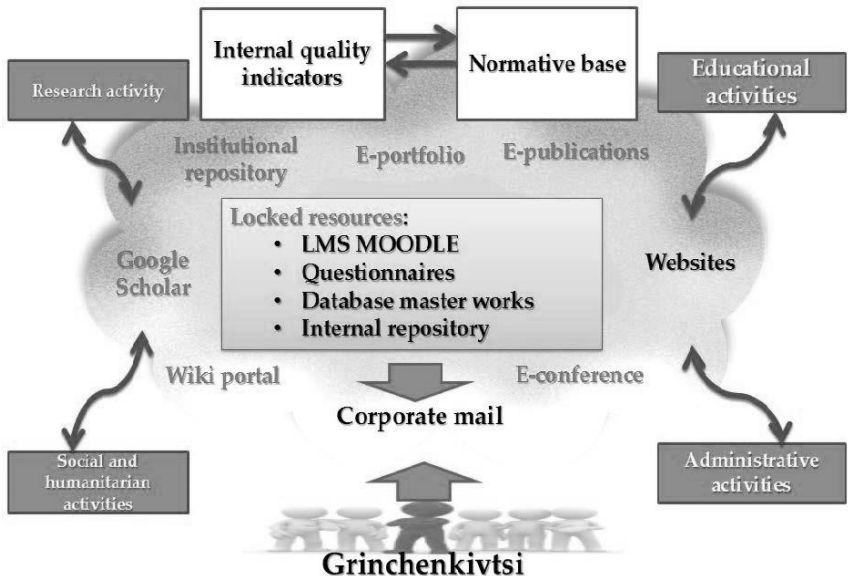 Internal quality
indicators
Normative base
Research activity
Educational
activities
Institutional
repository
E-portfolio
E-publications
Locked resources:
• LMS MOODLE
• Questionnaires
• Database master works
• Internal repository
Google
Scholar
Websites
Wiki portal
E-conference
Corporate mail
Social and
humanitarian
activities
Administrative
activities
Grinchenkivtsi